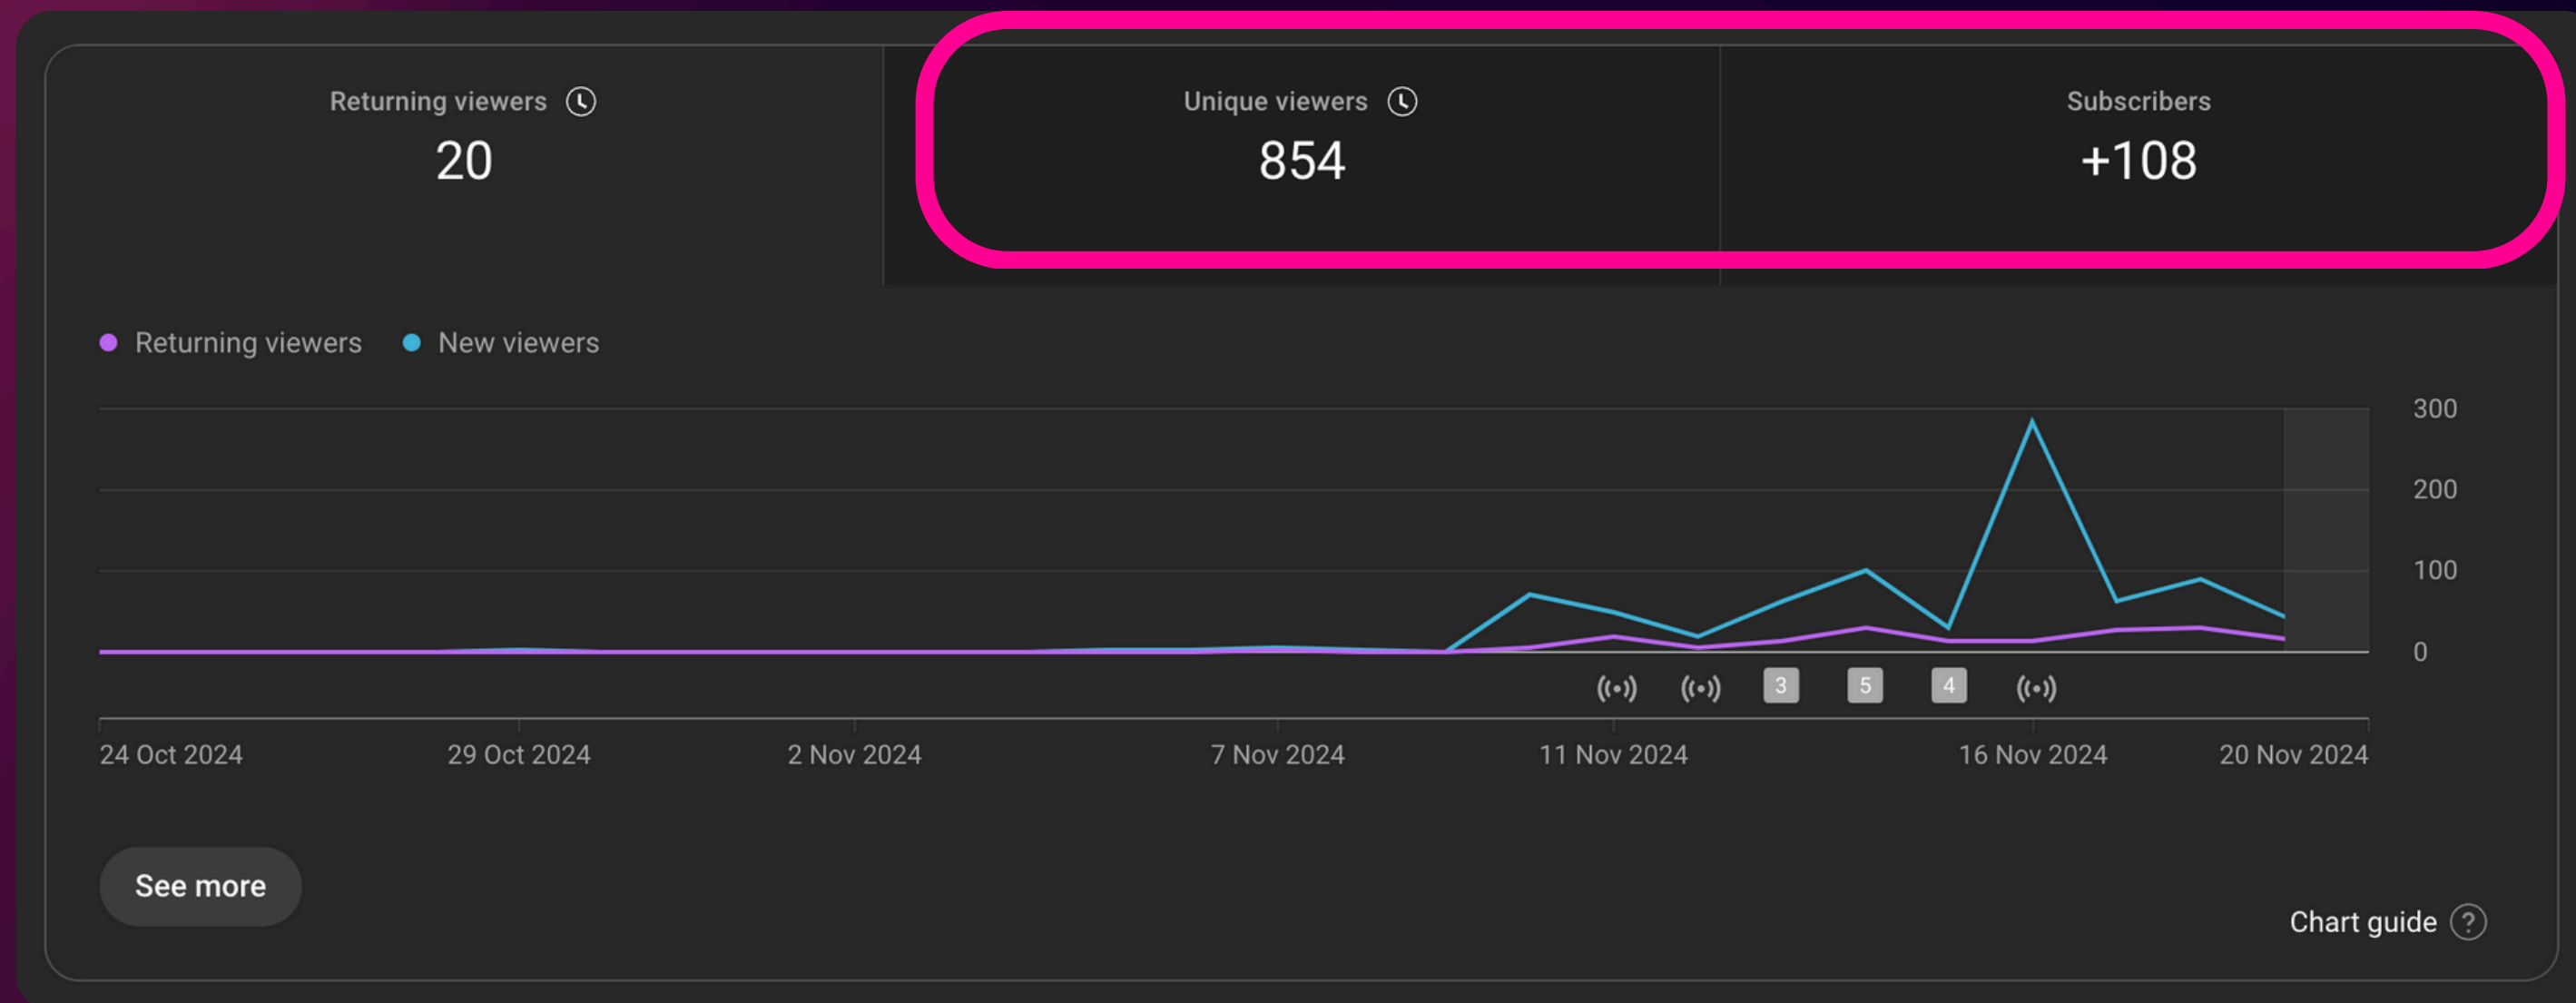 Returning viewers
20
Unique viewers
854
Subscribers
+108
Returning viewers
New viewers
300
200
100
0
3
5
4
24 Oct 2024
29 Oct 2024
2 Nov 2024
7 Nov 2024
11 Nov 2024
16 Nov 2024
20 Nov 2024
See more
Chart guide ?